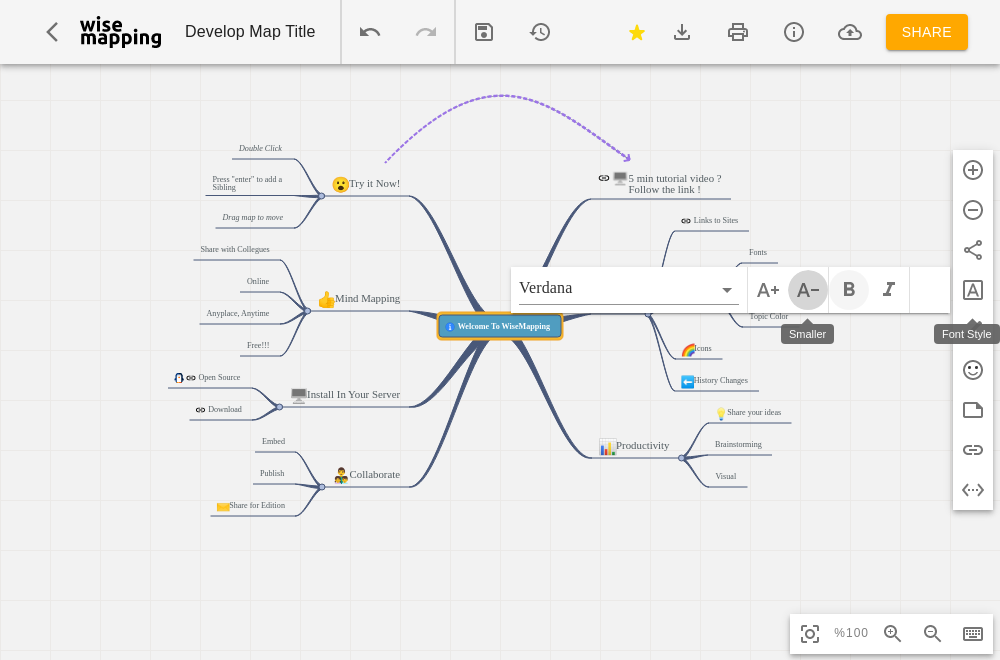 wise
mapping
Develop Map Title
SHARE
Double Click
Press "enter" to add a
Sibling
Drag map to move
Try it Now!
5 min tutorial video ?
Follow the link !
Links to Sites
Fonts
Share with Collegues
Online
Anyplace, Anytime
Free!!!
Mind Mapping
Verdana
A+
A-
B
I
Topic Color
Smaller
Font Style
Welcome To WiseMapping
Icons
History Changes
Open Source
Download
Install In Your Server
Share your ideas
Brainstorming
Visual
Productivity
Embed
Publish
Share for Edition
Collaborate
%100